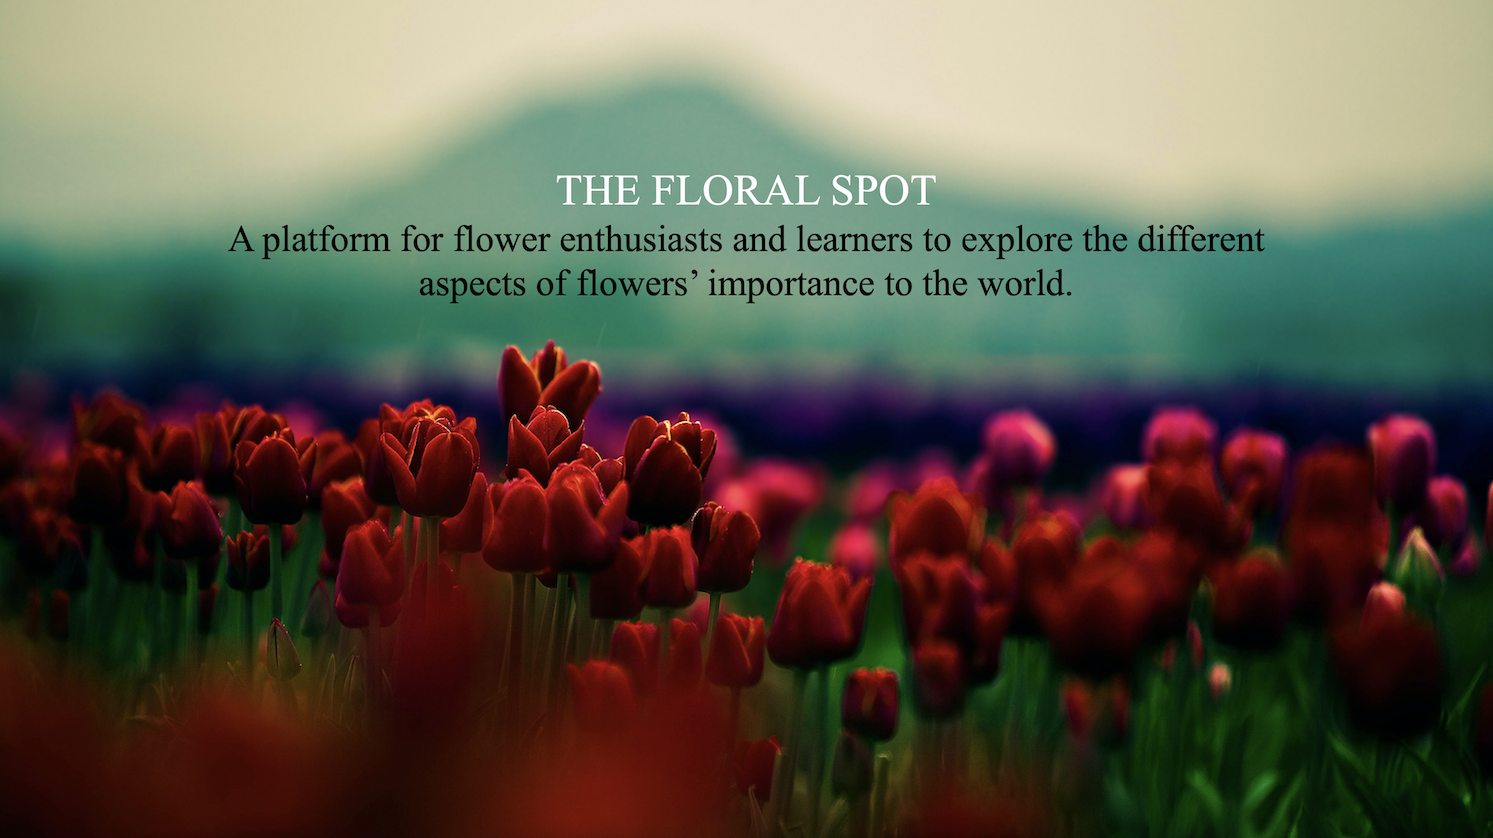 THE FLORAL SPOT
A platform for flower enthusiasts and learners to explore the different
aspects of flowers’ importance to the world.